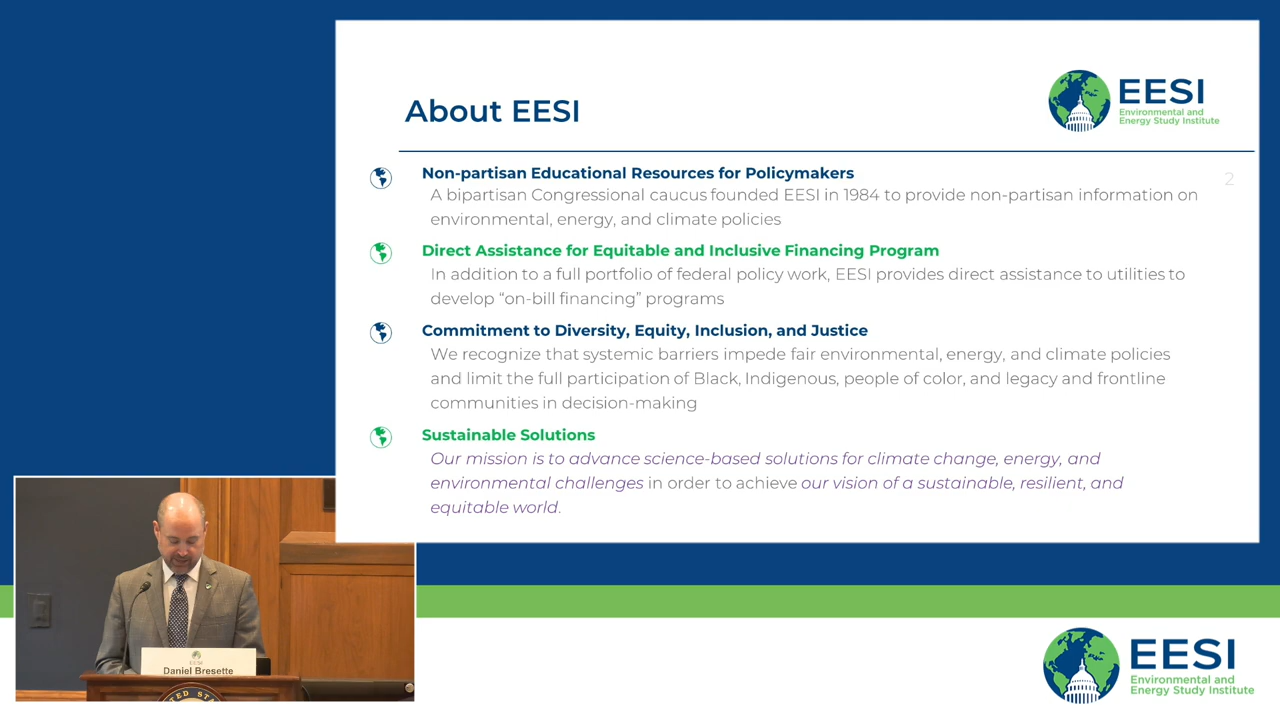 About EESI
EESI
Environmental and
Energy Study Institute
Non-partisan Educational Resources for Policymakers
2
A bipartisan Congressional caucus founded EESI in 1984 to provide non-partisan information on
environmental, energy, and climate policies
Direct Assistance for Equitable and Inclusive Financing Program
In addition to a full portfolio of federal policy work, EESI provides direct assistance to utilities to
develop “on-bill financing” programs
Commitment to Diversity, Equity, Inclusion, and Justice
We recognize that systemic barriers impede fair environmental, energy, and climate policies
and limit the full participation of Black, Indigenous, people of color, and legacy and frontline
communities in decision-making
Sustainable Solutions
Our mission is to advance science-based solutions for climate change, energy, and
environmental challenges in order to achieve our vision of a sustainable, resilient, and
equitable world.
EESI
Daniel Bresette
EESI
Environmental and
Energy Study Institute